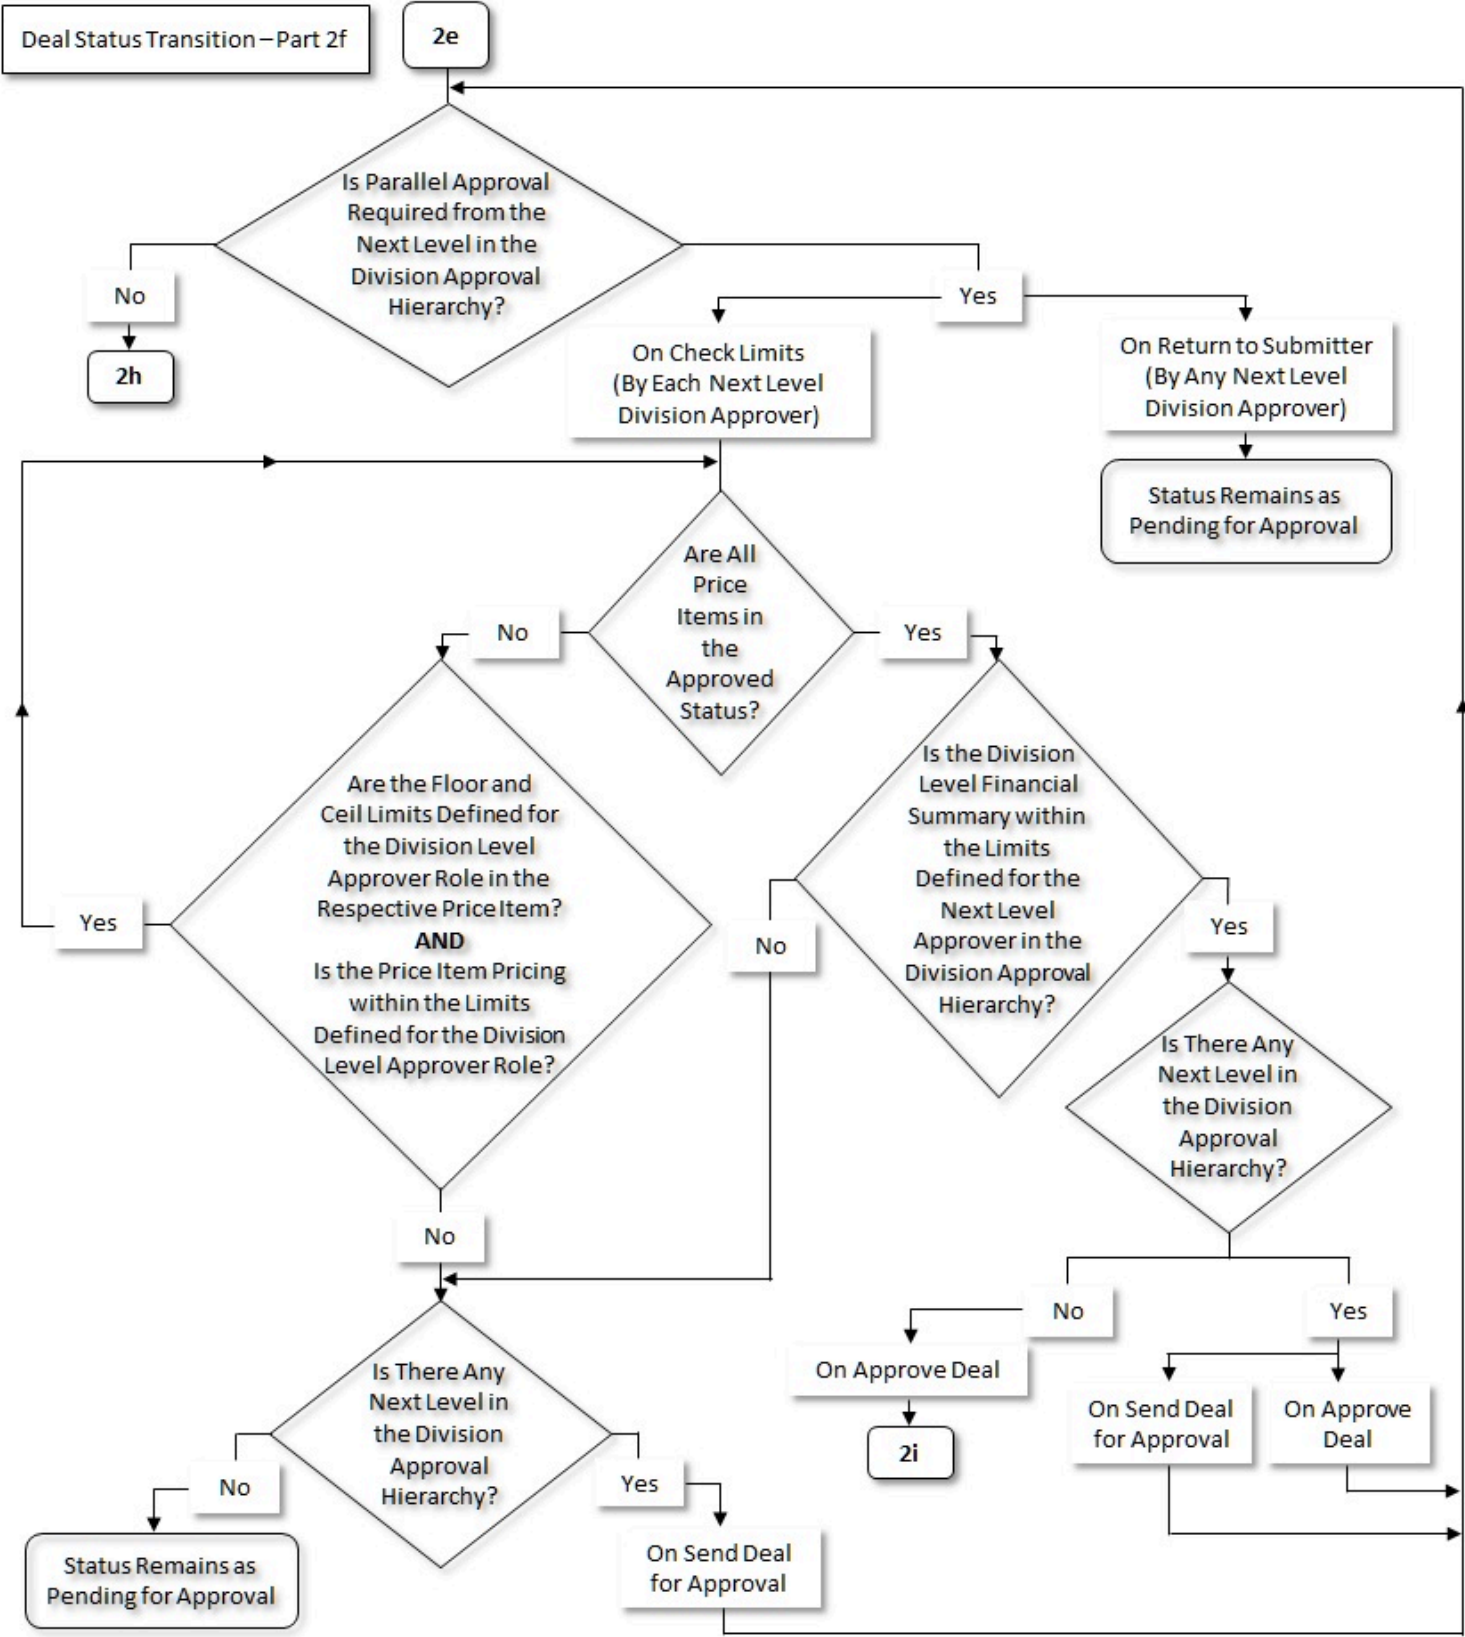 Deal Status Transition – Part 2f
2e
Is Parallel Approval
Required from the
Next Level in the
Division Approval
Hierarchy?
No
2h
Yes
On Check Limits
(By Each Next Level
Division Approver)
On Return to Submitter
(By Any Next Level
Division Approver)
Status Remains as
Pending for Approval
Are All
Price
Items in
the
Approved
Status?
No
Yes
Are the Floor and
Ceil Limits Defined for
the Division Level
Approver Role in the
Respective Price Item?
AND
Is the Price Item Pricing
within the Limits
Defined for the Division
Level Approver Role?
Yes
No
Is the Division
Level Financial
Summary within
the Limits
Defined for the
Next Level
Approver in the
Division Approval
Hierarchy?
No
Yes
Is There Any
Next Level in
the Division
Approval
Hierarchy?
No
Yes
On Approve Deal
2i
On Send Deal
for Approval
On Approve
Deal
Is There Any
Next Level in
the Division
Approval
Hierarchy?
No
Yes
Status Remains as
Pending for Approval
On Send Deal
for Approval